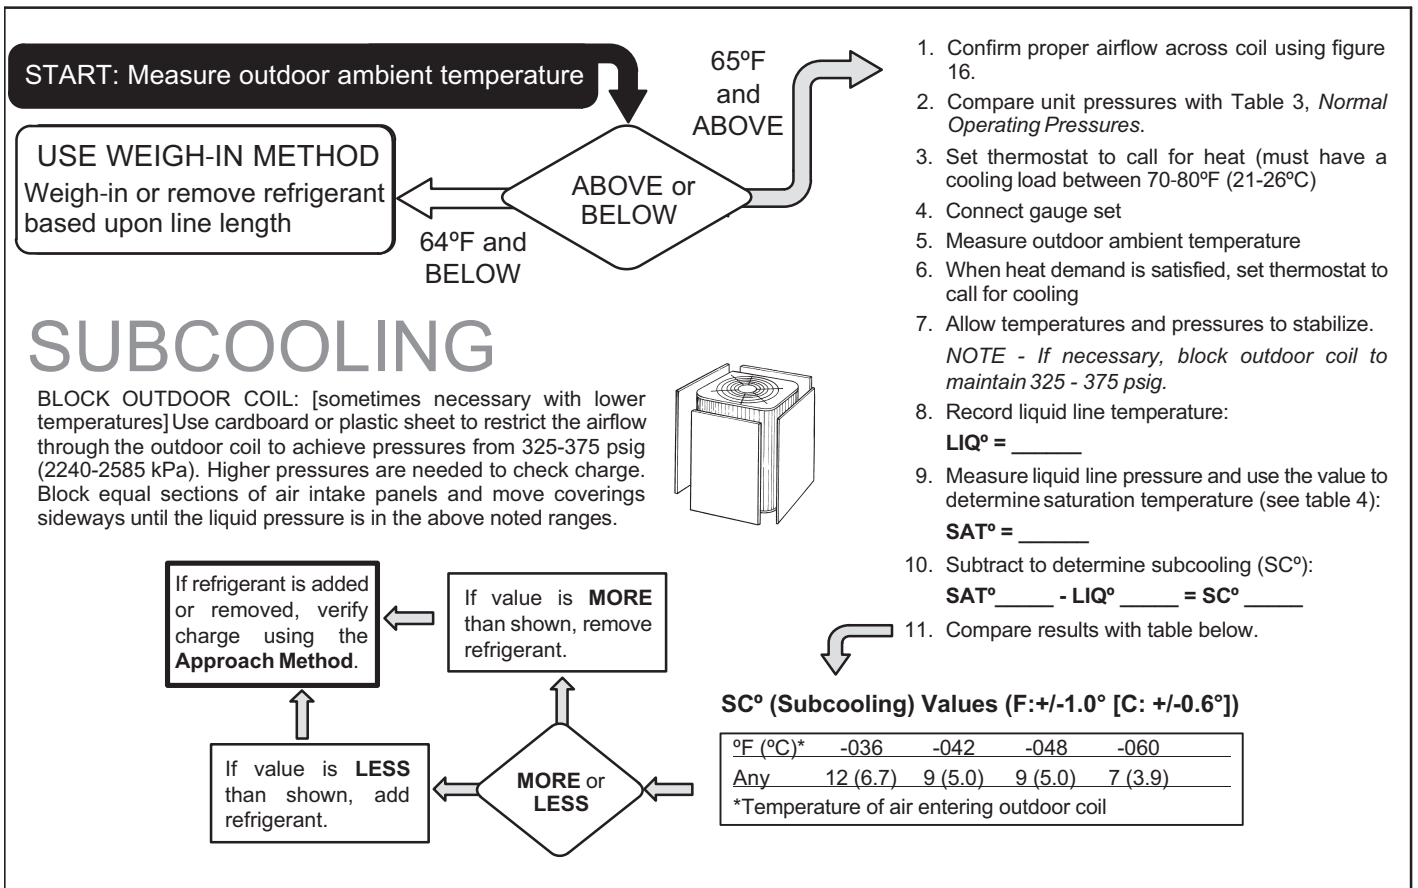 START: Measure outdoor ambient temperature
USE WEIGH-IN METHOD
Weigh-in or remove refrigerant
based upon line length
ABOVE or
BELOW
64ºF and
BELOW
65ºF
and
ABOVE
1. Confirm proper airflow across coil using figure
16.
2. Compare unit pressures with Table 3, Normal
Operating Pressures.
3. Set thermostat to call for heat (must have a
cooling load between 70-80ºF (21-26ºC)
4. Connect gauge set
5. Measure outdoor ambient temperature
6. When heat demand is satisfied, set thermostat to
call for cooling
7. Allow temperatures and pressures to stabilize.
NOTE - If necessary, block outdoor coil to
maintain 325 - 375 psig.
8. Record liquid line temperature:
LIQº = ______
9. Measure liquid line pressure and use the value to
determine saturation temperature (see table 4):
SATº = ______
10. Subtract to determine subcooling (SCº):
SATº_____ - LIQº _____ = SCº _____
11. Compare results with table below.
SUBCOOLING
BLOCK OUTDOOR COIL: [sometimes necessary with lower
temperatures] Use cardboard or plastic sheet to restrict the airflow
through the outdoor coil to achieve pressures from 325-375 psig
(2240-2585 kPa). Higher pressures are needed to check charge.
Block equal sections of air intake panels and move coverings
sideways until the liquid pressure is in the above noted ranges.
SCº (Subcooling) Values (F:+/-1.0° [C: +/-0.6°])
ºF (ºC)* -036 -042 -048 -060
Any 12 (6.7) 9 (5.0) 9 (5.0) 7 (3.9)
*Temperature of air entering outdoor coil
MORE or
LESS
If value is MORE
than shown, remove
refrigerant.
If value is LESS
than shown, add
refrigerant.
If refrigerant is added
or removed, verify
charge using the
Approach Method.